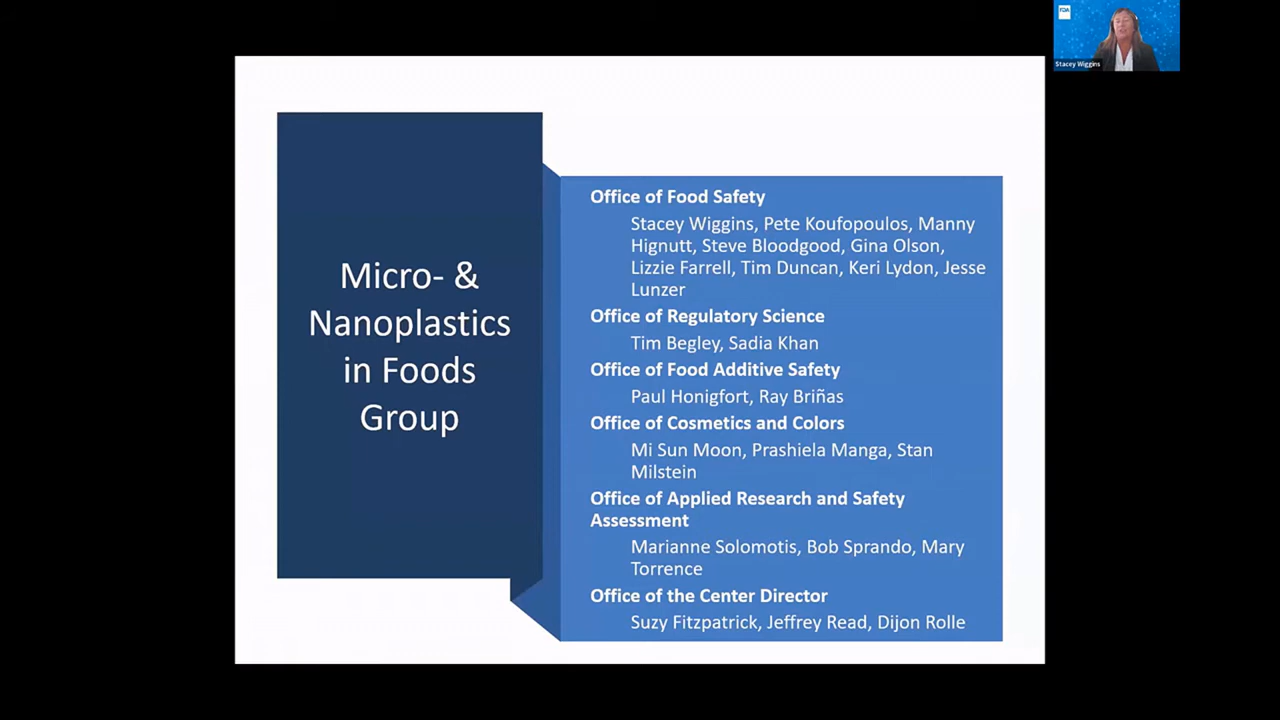 FDA
Stacey Wiggins
Micro- &
Nanoplastics
in Foods
Group
Office of Food Safety
Stacey Wiggins, Pete Koufopoulos, Manny
Hignutt, Steve Bloodgood, Gina Olson,
Lizzie Farrell, Tim Duncan, Keri Lydon, Jesse
Lunzer
Office of Regulatory Science
Tim Begley, Sadia Khan
Office of Food Additive Safety
Paul Honigfort, Ray Briñas
Office of Cosmetics and Colors
Mi Sun Moon, Prashiela Manga, Stan
Milstein
Office of Applied Research and Safety
Assessment
Marianne Solomotis, Bob Sprando, Mary
Torrence
Office of the Center Director
Suzy Fitzpatrick, Jeffrey Read, Dijon Rolle